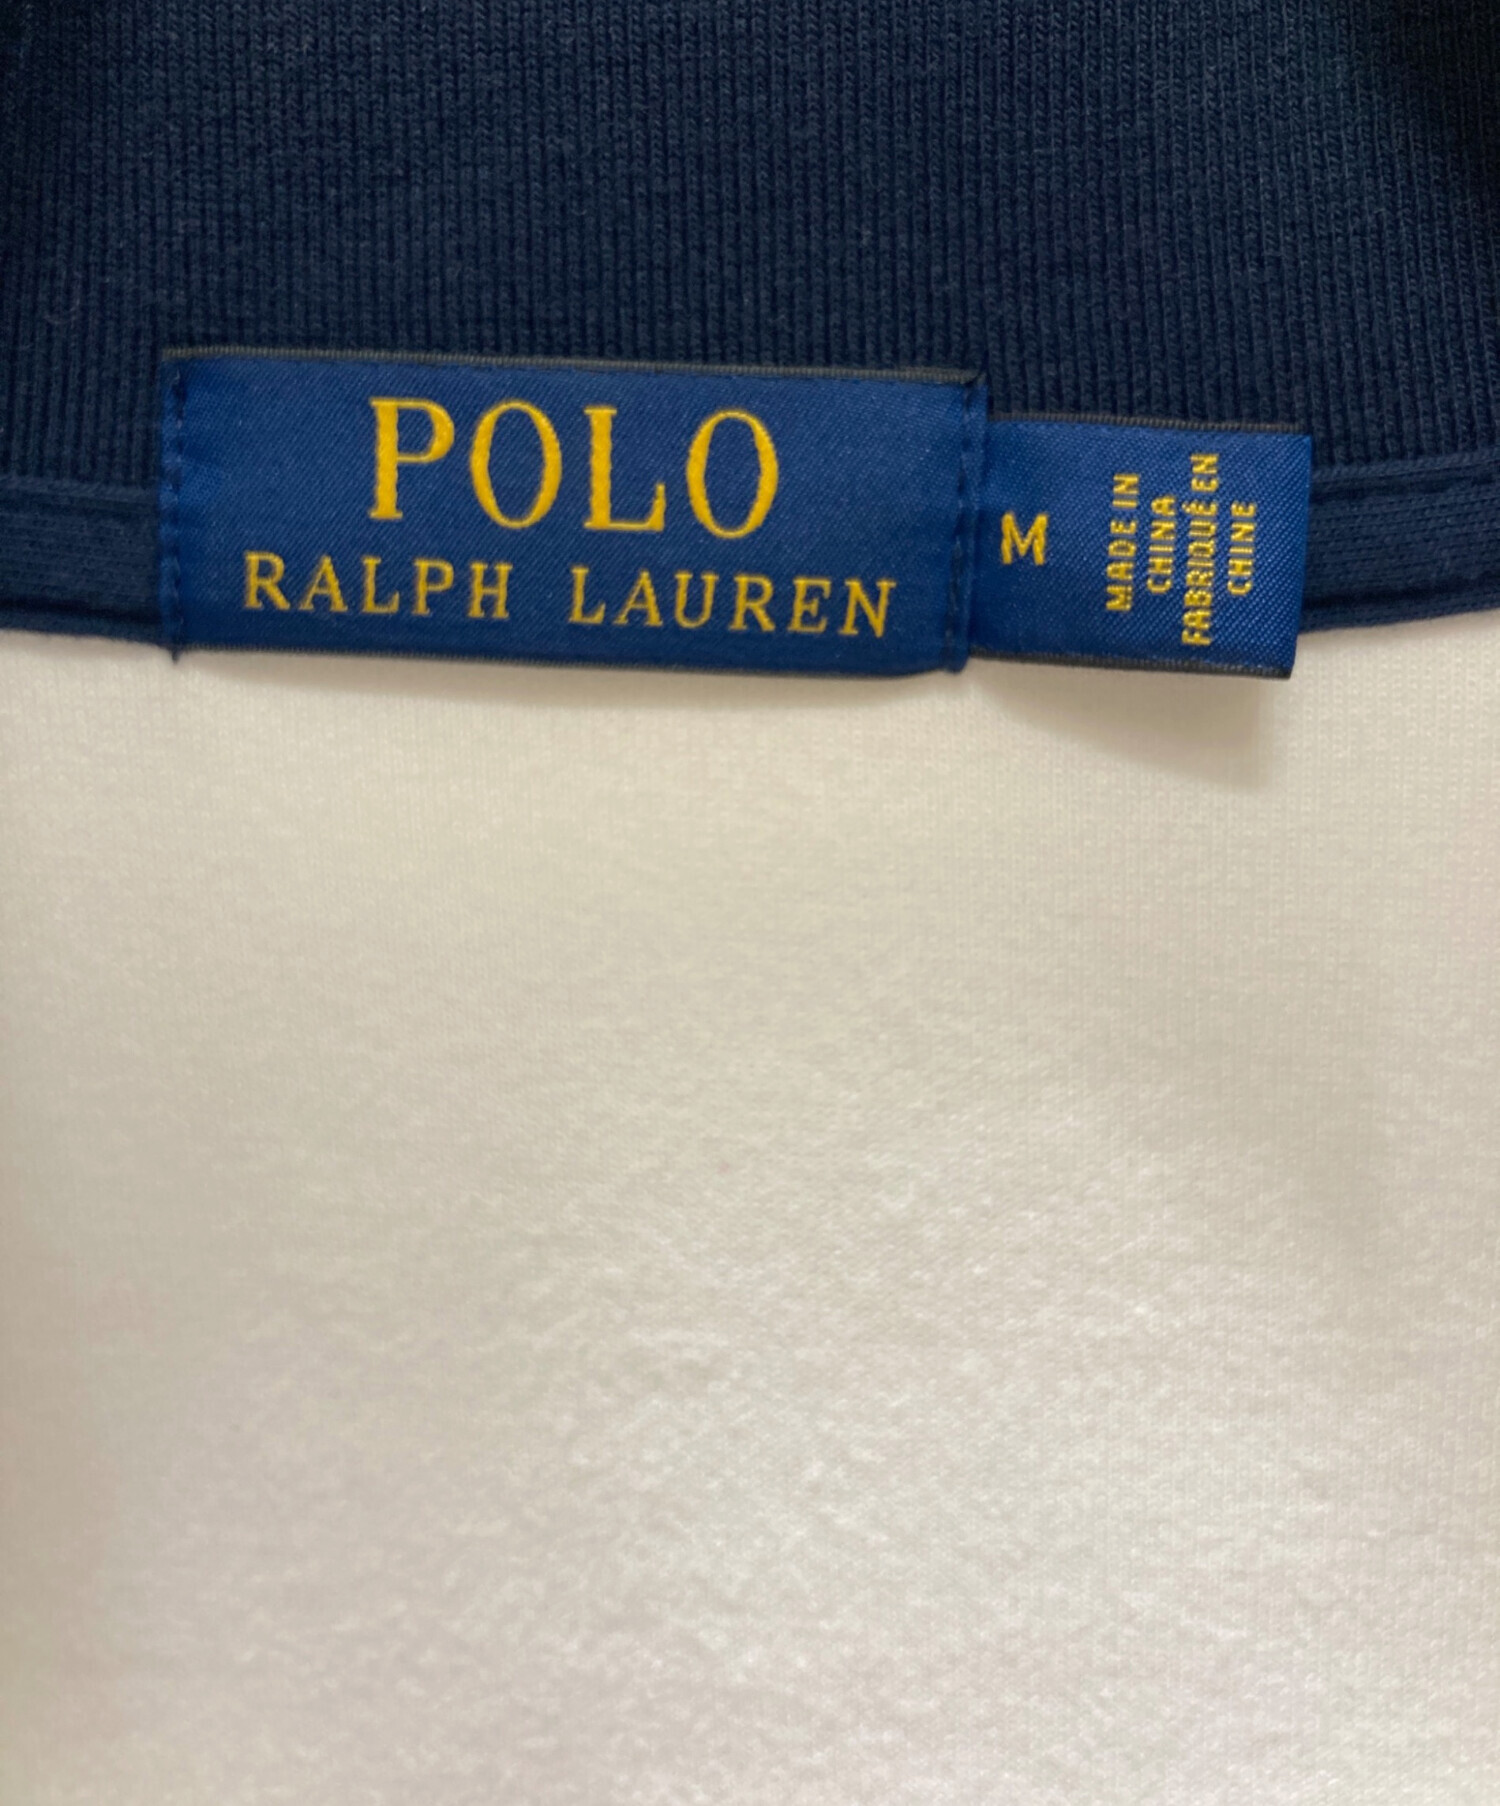 POLO
RALPH LAUREN
M
MADE IN
CHINA
FABRIQUÉ EN
CHINE